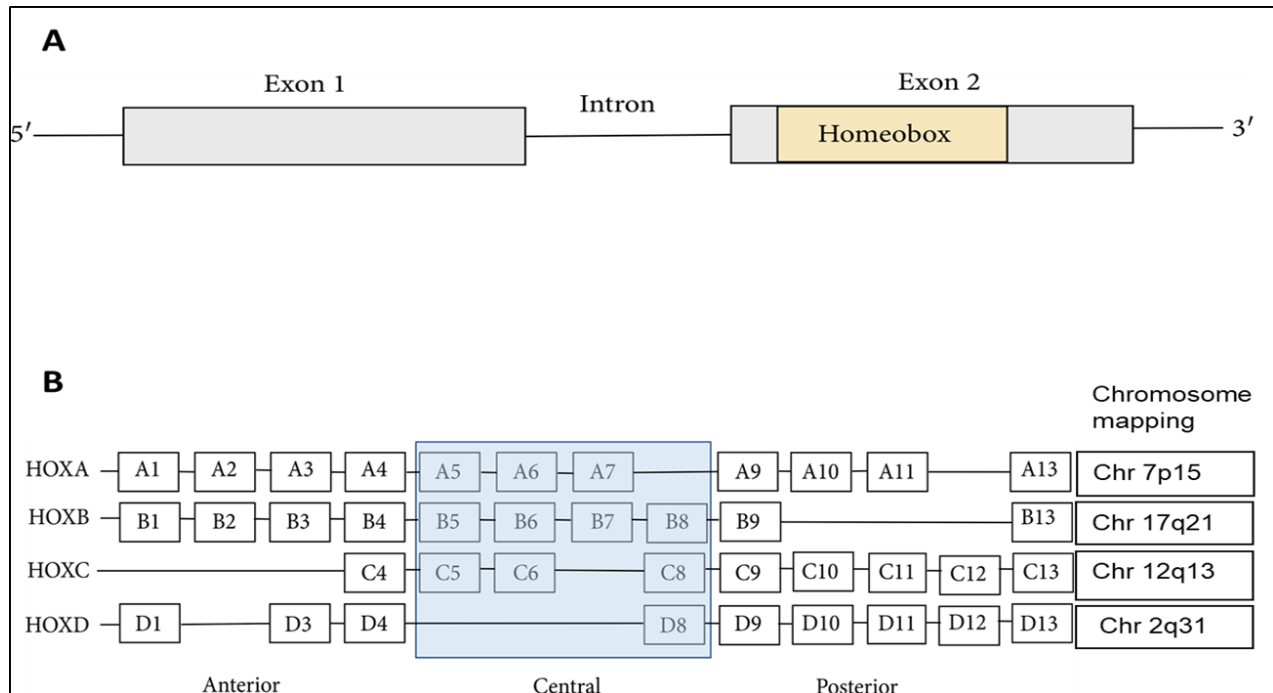 A
Exon 1
Intron
Exon 2
5′
Homeobox
3′
B
Chromosome
mapping
HOXA A1 A2 A3 A4 A5 A6 A7 A9 A10 A11 A13 Chr 7p15
HOXB B1 B2 B3 B4 B5 B6 B7 B8 B9 B13 Chr 17q21
HOXC C4 C5 C6 C8 C9 C10 C11 C12 C13 Chr 12q13
HOXD D1 D3 D4 D8 D9 D10 D11 D12 D13 Chr 2q31
Anterior Central Posterior